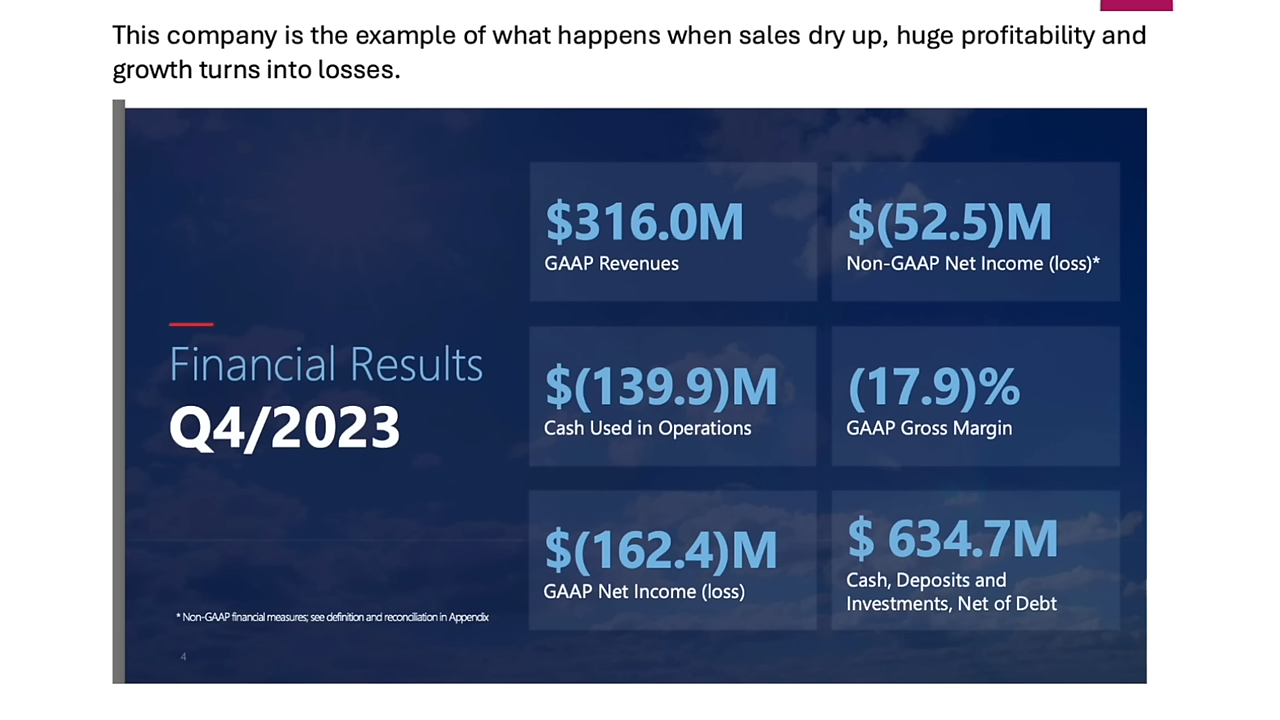 This company is the example of what happens when sales dry up, huge profitability and
growth turns into losses.
Financial Results
Q4/2023
* Non-GAAP financial measures; see definition and reconciliation in Appendix
4
$316.0M
GAAP Revenues
$(52.5)M
Non-GAAP Net Income (loss)*
$(139.9)M
Cash Used in Operations
(17.9)%
GAAP Gross Margin
$(162.4)M
GAAP Net Income (loss)
$ 634.7M
Cash, Deposits and
Investments, Net of Debt